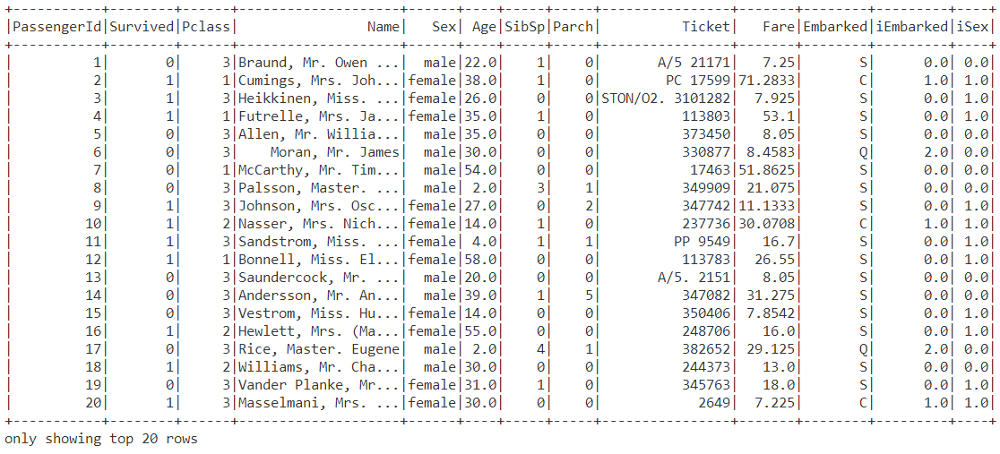 +-----------+--------+------+--------------------+------+----+-----+-----+----------------+-------+--------+---------+----+
|PassengerId|Survived|Pclass|                Name|   Sex| Age|SibSp|Parch|          Ticket|   Fare|Embarked|iEmbarked|iSex|
+-----------+--------+------+--------------------+------+----+-----+-----+----------------+-------+--------+---------+----+
|          1|       0|     3|Braund, Mr. Owen ...|  male|22.0|    1|    0|       A/5 21171|   7.25|       S|      0.0| 0.0|
|          2|       1|     1|Cumings, Mrs. Joh...|female|38.0|    1|    0|        PC 17599|71.2833|       C|      1.0| 1.0|
|          3|       1|     3|Heikkinen, Miss. ...|female|26.0|    0|    0|STON/O2. 3101282|  7.925|       S|      0.0| 1.0|
|          4|       1|     1|Futrelle, Mrs. Ja...|female|35.0|    1|    0|          113803|   53.1|       S|      0.0| 1.0|
|          5|       0|     3|Allen, Mr. Willia...|  male|35.0|    0|    0|          373450|   8.05|       S|      0.0| 0.0|
|          6|       0|     3|    Moran, Mr. James|  male|30.0|    0|    0|          330877| 8.4583|       Q|      2.0| 0.0|
|          7|       0|     1|McCarthy, Mr. Tim...|  male|54.0|    0|    0|           17463|51.8625|       S|      0.0| 0.0|
|          8|       0|     3|Palsson, Master. ...|  male| 2.0|    3|    1|          349909| 21.075|       S|      0.0| 0.0|
|          9|       1|     3|Johnson, Mrs. Osc...|female|27.0|    0|    2|          347742|11.1333|       S|      0.0| 1.0|
|         10|       1|     2|Nasser, Mrs. Nich...|female|14.0|    1|    0|          237736|30.0708|       C|      1.0| 1.0|
|         11|       1|     3|Sandstrom, Miss. ...|female| 4.0|    1|    1|         PP 9549|   16.7|       S|      0.0| 1.0|
|         12|       1|     1|Bonnell, Miss. El...|female|58.0|    0|    0|          113783|  26.55|       S|      0.0| 1.0|
|         13|       0|     3|Saundercock, Mr. ...|  male|20.0|    0|    0|       A/5. 2151|   8.05|       S|      0.0| 0.0|
|         14|       0|     3|Andersson, Mr. An...|  male|39.0|    1|    5|          347082| 31.275|       S|      0.0| 0.0|
|         15|       0|     3|Vestrom, Miss. Hu...|female|14.0|    0|    0|          350406| 7.8542|       S|      0.0| 1.0|
|         16|       1|     2|Hewlett, Mrs. (Ma...|female|55.0|    0|    0|          248706|   16.0|       S|      0.0| 1.0|
|         17|       0|     3|Rice, Master. Eugene|  male| 2.0|    4|    1|          382652| 29.125|       Q|      2.0| 0.0|
|         18|       1|     2|Williams, Mr. Cha...|  male|30.0|    0|    0|          244373|   13.0|       S|      0.0| 0.0|
|         19|       0|     3|Vander Planke, Mr...|female|31.0|    1|    0|          345763|   18.0|       S|      0.0| 1.0|
|         20|       1|     3|Masselmani, Mrs. ...|female|30.0|    0|    0|            2649|  7.225|       C|      1.0| 1.0|
+-----------+--------+------+--------------------+------+----+-----+-----+----------------+-------+--------+---------+----+
only showing top 20 rows